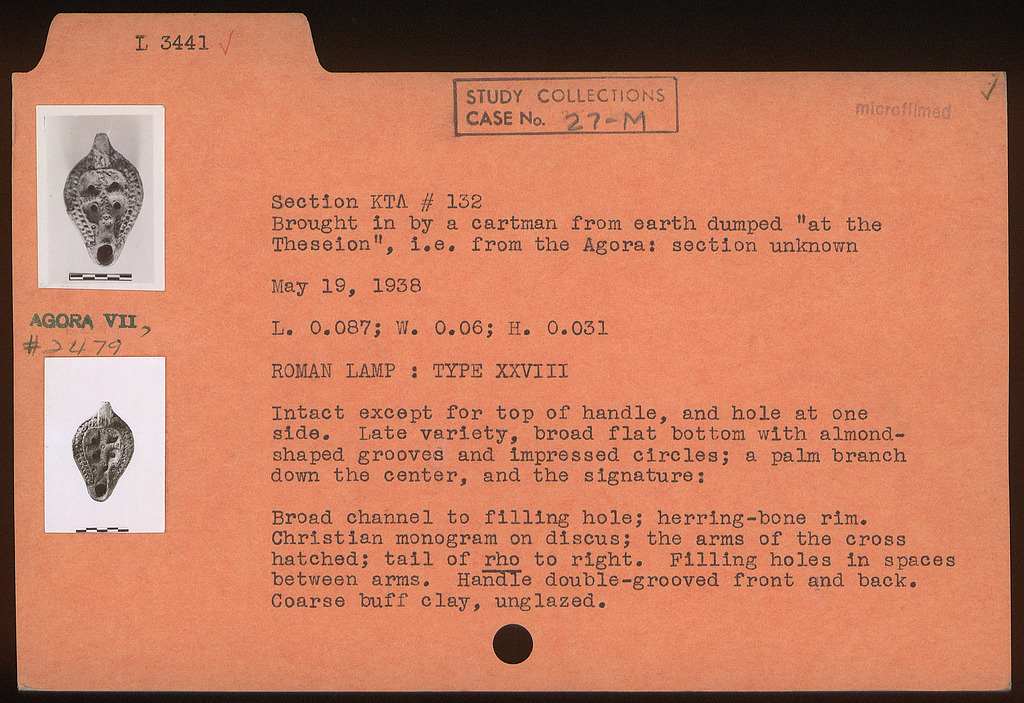 L 3441 ✓
STUDY COLLECTIONS
CASE No. 27-M
microfilmed
Section KTA # 132
Brought in by a cartman from earth dumped "at the
Theseion", i.e. from the Agora: section unknown
May 19, 1938
L. 0.087; W. 0.06; H. 0.031
AGORA VII,
#2479
ROMAN LAMP : TYPE XXVIII
Intact except for top of handle, and hole at one
side. Late variety, broad flat bottom with almond-
shaped grooves and impressed circles; a palm branch
down the center, and the signature:
Broad channel to filling hole; herring-bone rim.
Christian monogram on discus; the arms of the cross
hatched; tail of rho to right. Filling holes in spaces
between arms. Handle double-grooved front and back.
Coarse buff clay, unglazed.